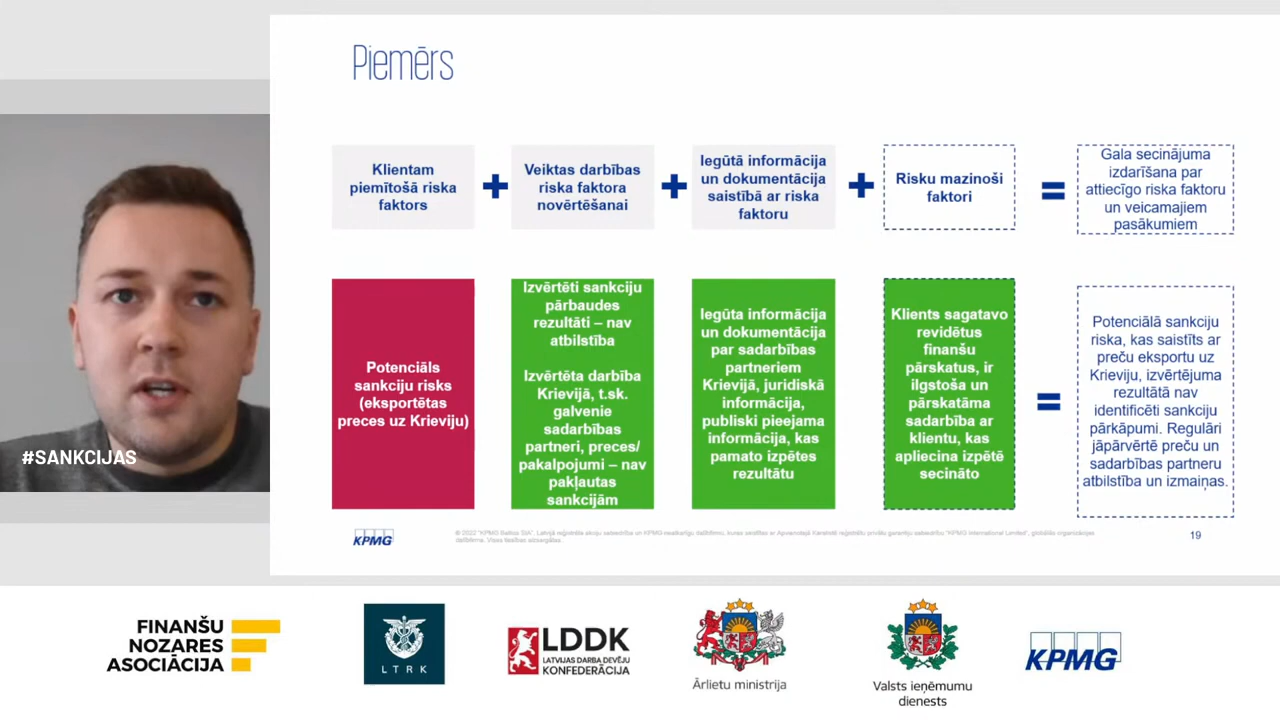 Piemērs
Klientam
piemītošā riska
faktors
Veiktas darbības
riska faktora
novērtēšanai
Iegūtā informācija
un dokumentācija
saistībā ar riska
faktoru
Risku mazinoši
faktori
Gala secinājuma
izdarīšana par
attiecīgo riska faktoru
un veicamajiem
pasākumiem
Potenciāls
sankciju risks
(eksportētas
preces uz Krieviju)
Izvērtēti sankciju
pārbaudes
rezultāti – nav
atbilstība
Izvērtēta darbība
Krievijā, t.sk.
galvenie
sadarbības
partneri, preces/
pakalpojumi – nav
pakļautas
sankcijām
Iegūta informācija
un dokumentācija
par sadarbības
partneriem
Krievijā, juridiskā
informācija,
publiski pieejama
informācija, kas
pamato izpētes
rezultātu
Klients sagatavo
revidētus
finanšu
pārskatus, ir
ilgstoša un
pārskatāma
sadarbība ar
klientu, kas
apliecina izpētē
secināto
Potenciālā sankciju
riska, kas saistīts ar
preču eksportu uz
Krieviju, izvērtējuma
rezultātā nav
identificēti sankciju
pārkāpumi. Regulāri
jāpārvērtē preču un
sadarbības partneru
atbilstība un izmaiņas.
#SANKCIJAS
KPMG
19
FINANŠU
NOZARES
ASOCIĀCIJA
LTRK
LDDK
LATVIJAS DARBA DEVĒJU
KONFEDERĀCIJA
Ārlietu ministrija
Valsts ieņēmumu
dienests
KPMG